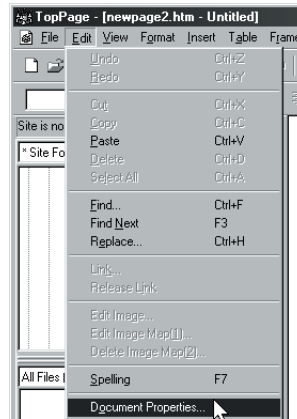 TopPage - [newpage2.htm - Untitled]
File Edit View Format Insert Table Frame
Undo Ctrl+Z
Redo Ctrl+Y
Site is no
Cut Ctrl+X
* Site Fo
Copy Ctrl+C
Paste Ctrl+V
Delete Ctrl+D
Select All Ctrl+A
Find... Ctrl+F
Find Next F3
Replace... Ctrl+H
Link...
Release Link
Edit Image...
Edit Image Map(1)...
Delete Image Map(2)...
All Files
Spelling F7
Document Properties...